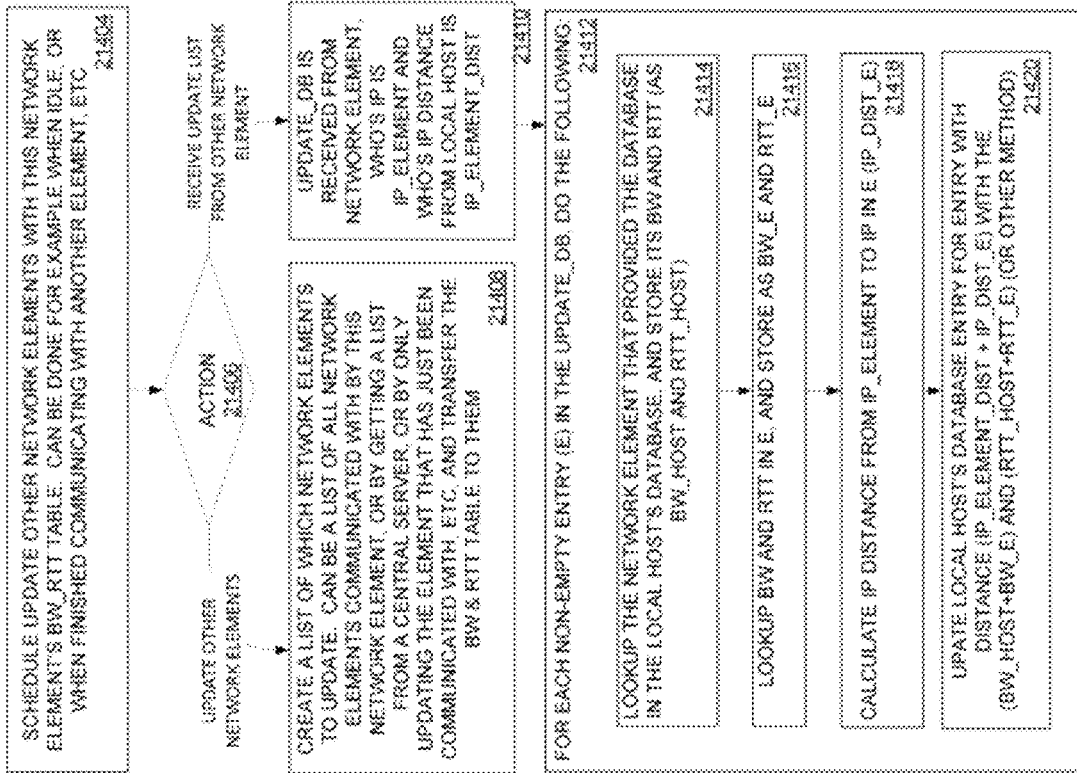 SCHEDULE UPDATE OTHER NETWORK ELEMENTS WITH THIS NETWORK
ELEMENT'S BW_RTT TABLE. CAN BE DONE FOR EXAMPLE WHEN IDLE, OR
WHEN FINISHED COMMUNICATING WITH ANOTHER ELEMENT, ETC
21404
ACTION
21406
UPDATE OTHER
NETWORK ELEMENTS
RECEIVE UPDATE LIST
FROM OTHER NETWORK
ELEMENT
CREATE A LIST OF WHICH NETWORK ELEMENTS
TO UPDATE. CAN BE A LIST OF ALL NETWORK
ELEMENTS COMMUNICATED WITH BY THIS
NETWORK ELEMENT, OR BY GETTING A LIST
FROM A CENTRAL SERVER, OR BY ONLY
UPDATING THE ELEMENT THAT HAS JUST BEEN
COMMUNICATED WITH, ETC. AND TRANSFER THE
BW & RTT TABLE TO THEM
21408
UPDATE_DB IS
RECEIVED FROM
NETWORK ELEMENT,
WHO'S IP IS
IP_ELEMENT AND
WHO'S IP DISTANCE
FROM LOCAL HOST IS
IP_ELEMENT_DIST
21410
FOR EACH NON-EMPTY ENTRY (E) IN THE UPDATE_DB, DO THE FOLLOWING:
21412
LOOKUP THE NETWORK ELEMENT THAT PROVIDED THE DATABASE
IN THE LOCAL HOST'S DATABASE, AND STORE ITS BW AND RTT (AS
BW_HOST AND RTT_HOST)
21414
LOOKUP BW AND RTT IN E, AND STORE AS BW_E AND RTT_E
21416
CALCULATE IP DISTANCE FROM IP_ELEMENT TO IP IN E (IP_DIST_E)
21418
UPATE LOCAL HOST'S DATABASE ENTRY FOR ENTRY WITH
DISTANCE (IP_ELEMENT_DIST + IP_DIST_E) WITH THE
(BW_HOST+BW_E) AND (RTT_HOST+RTT_E) (OR OTHER METHOD)
21420